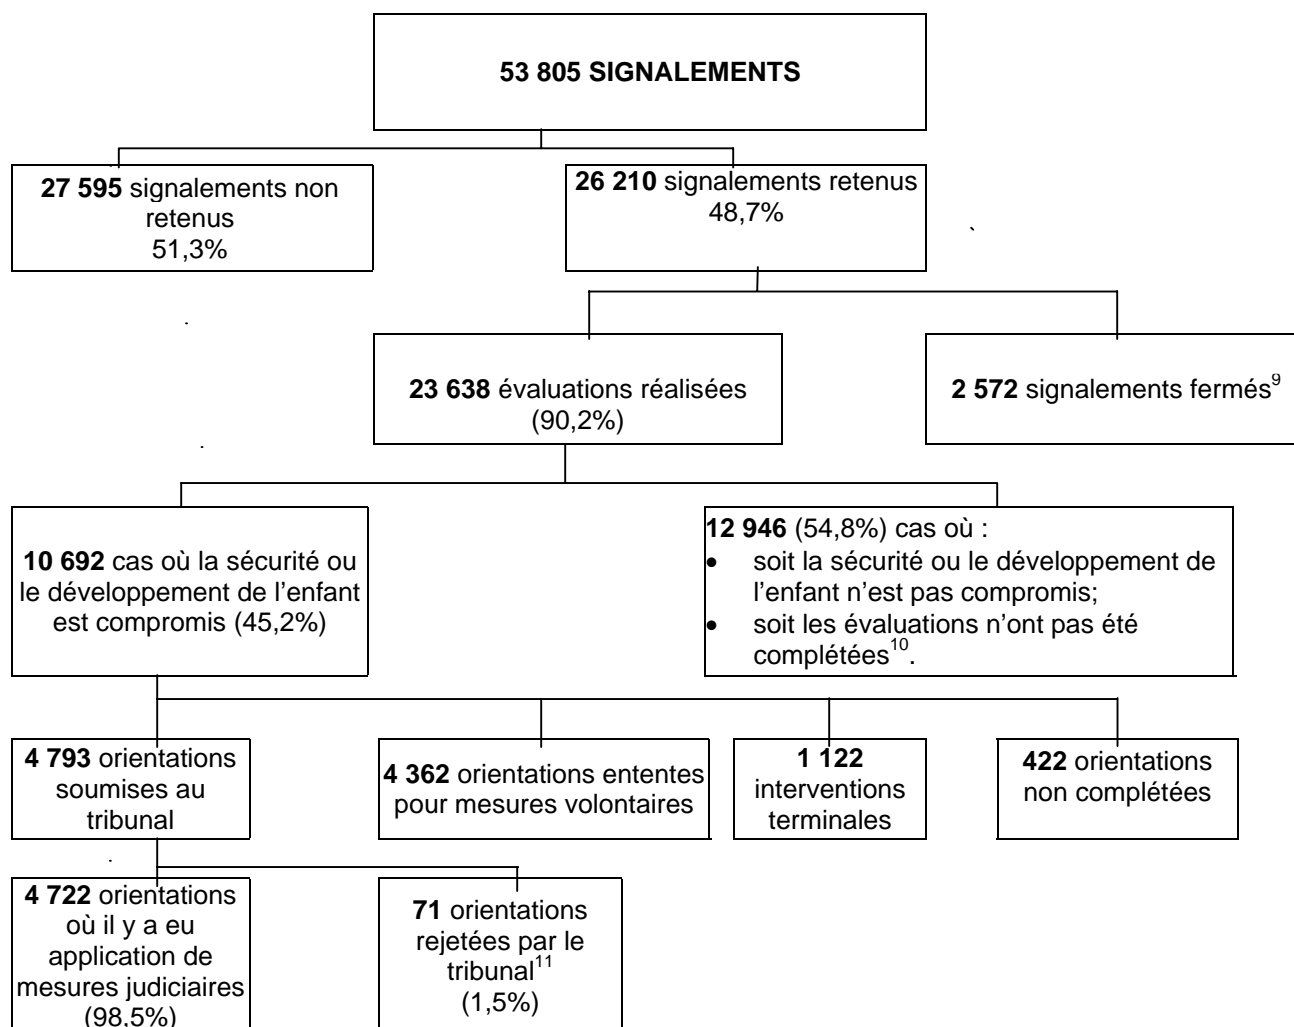 53 805 SIGNALEMENTS
27 595 signalements non
retenus
51,3%
26 210 signalements retenus
48,7%
23 638 évaluations réalisées
(90,2%)
2 572 signalements fermés9
10 692 cas où la sécurité ou
le développement de l’enfant
est compromis (45,2%)
12 946 (54,8%) cas où :
• soit la sécurité ou le développement de
l’enfant n’est pas compromis;
• soit les évaluations n’ont pas été
complétées10.
4 793 orientations
soumises au
tribunal
4 362 orientations ententes
pour mesures volontaires
1 122
interventions
terminales
422 orientations
non complétées
4 722 orientations
où il y a eu
application de
mesures judiciaires
(98,5%)
71 orientations
rejetées par le
tribunal11
(1,5%)